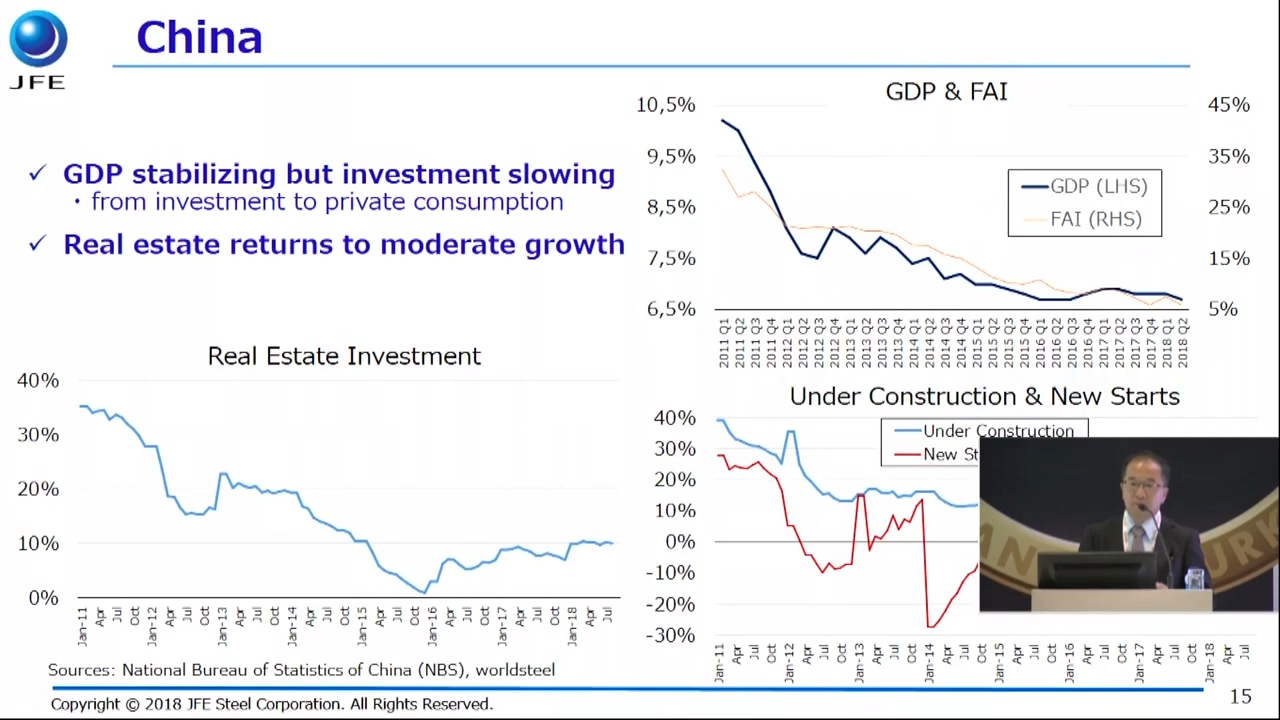 JFE
China
✓ GDP stabilizing but investment slowing
・from investment to private consumption
✓ Real estate returns to moderate growth
GDP & FAI
10,5%
9,5%
8,5%
7,5%
6,5%
45%
35%
25%
15%
5%
GDP (LHS)
FAI (RHS)
2011 Q1
2011 Q2
2011 Q3
2011 Q4
2012 Q1
2012 Q2
2012 Q3
2012 Q4
2013 Q1
2013 Q2
2013 Q3
2013 Q4
2014 Q1
2014 Q2
2014 Q3
2014 Q4
2015 Q1
2015 Q2
2015 Q3
2015 Q4
2016 Q1
2016 Q2
2016 Q3
2016 Q4
2017 Q1
2017 Q2
2017 Q3
2017 Q4
2018 Q1
2018 Q2
Real Estate Investment
40%
30%
20%
10%
0%
Jan-11
Apr
Jul
Oct
Jan-12
Apr
Jul
Oct
Jan-13
Apr
Jul
Oct
Jan-14
Apr
Jul
Oct
Jan-15
Apr
Jul
Oct
Jan-16
Apr
Jul
Oct
Jan-17
Apr
Jul
Oct
Jan-18
Apr
Jul
Under Construction & New Starts
40%
30%
20%
10%
0%
-10%
-20%
-30%
Under Construction
New St
Jan-11
Apr
Jul
Oct
Jan-12
Apr
Jul
Oct
Jan-13
Apr
Jul
Oct
Jan-14
Apr
Jul
Oct
Jan-15
Apr
Jul
Oct
Jan-16
Apr
Jul
Oct
Jan-17
Apr
Jul
Oct
Jan-18
Apr
Jul
Sources: National Bureau of Statistics of China (NBS), worldsteel
Copyright © 2018 JFE Steel Corporation. All Rights Reserved.
15